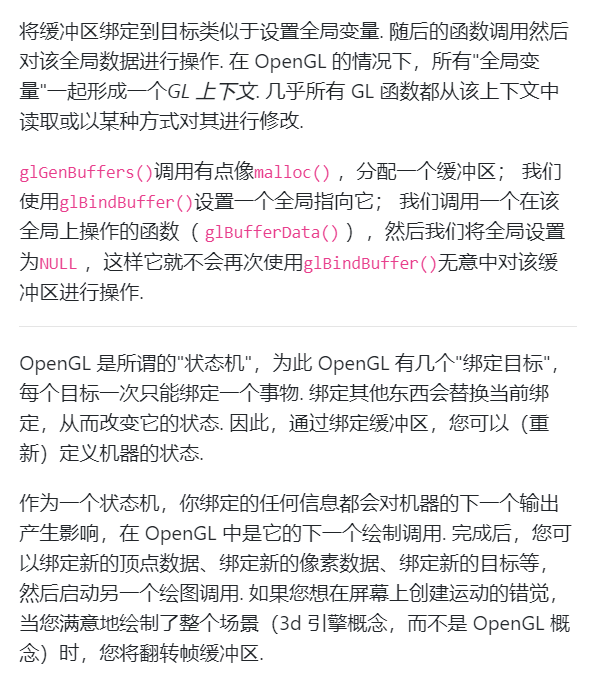 将缓冲区绑定到目标类似于设置全局变量. 随后的函数调用然后
对该全局数据进行操作. 在 OpenGL 的情况下，所有"全局变
量"一起形成一个GL 上下文. 几乎所有 GL 函数都从该上下文中
读取或以某种方式对其进行修改.
glGenBuffers()调用有点像malloc() ，分配一个缓冲区； 我们
使用glBindBuffer()设置一个全局指向它； 我们调用一个在该
全局上操作的函数（ glBufferData() ）, 然后我们将全局设置
为NULL ，这样它就不会再次使用glBindBuffer()无意中对该缓
冲区进行操作.
OpenGL 是所谓的"状态机"，为此 OpenGL 有几个"绑定目标"，
每个目标一次只能绑定一个事物. 绑定其他东西会替换当前绑
定，从而改变它的状态. 因此，通过绑定缓冲区，您可以（重
新）定义机器的状态.
作为一个状态机，你绑定的任何信息都会对机器的下一个输出
产生影响，在 OpenGL 中是它的下一个绘制调用. 完成后，您可
以绑定新的顶点数据、绑定新的像素数据、绑定新的目标等，
然后启动另一个绘图调用. 如果您想在屏幕上创建运动的错觉，
当您满意地绘制了整个场景（3d 引擎概念，而不是 OpenGL 概
念）时，您将翻转帧缓冲区.